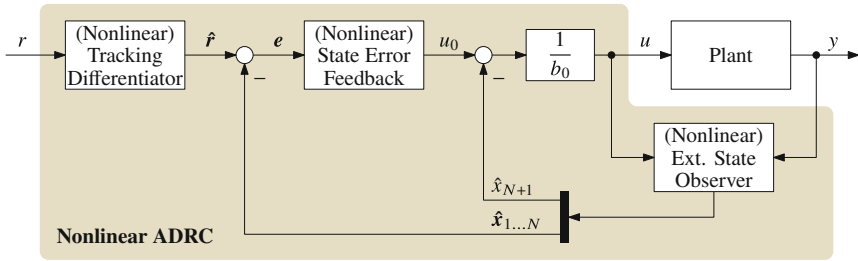 r
(Nonlinear)
Tracking
Differentiator
r̂
e
−
(Nonlinear)
State Error
Feedback
u₀
−
1
b₀
u
Plant
y
(Nonlinear)
Ext. State
Observer
x̂_{N+1}
x̂_{1...N}
Nonlinear ADRC